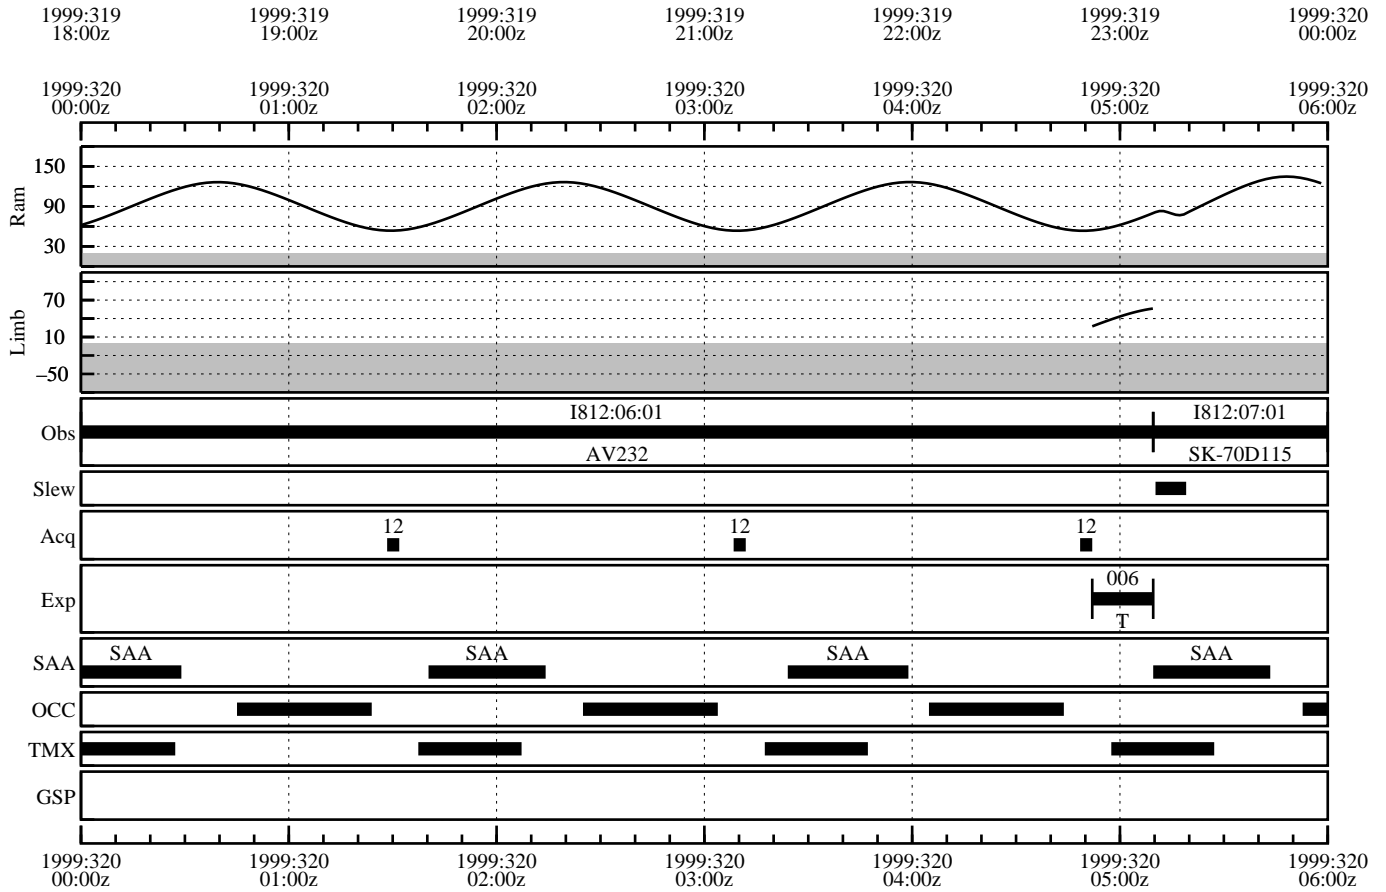 1999:319 1999:319 1999:319 1999:319 1999:319 1999:319 1999:320
18:00z 19:00z 20:00z 21:00z 22:00z 23:00z 00:00z
1999:320 1999:320 1999:320 1999:320 1999:320 1999:320 1999:320
00:00z 01:00z 02:00z 03:00z 04:00z 05:00z 06:00z
Ram
150
90
30
Limb
70
10
−50
I812:06:01 I812:07:01
Obs
AV232 SK-70D115
Slew
12 12 12
Acq
006
Exp
T
SAA SAA SAA SAA
SAA
OCC
TMX
GSP
1999:320 1999:320 1999:320 1999:320 1999:320 1999:320 1999:320
00:00z 01:00z 02:00z 03:00z 04:00z 05:00z 06:00z